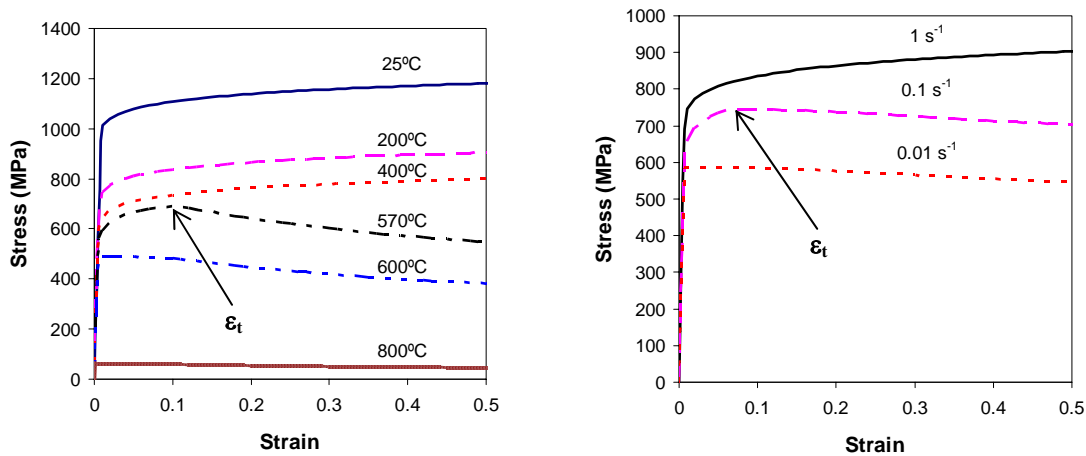 1400
1200
1000
800
600
400
200
0
Stress (MPa)
25ºC
200ºC
400ºC
570ºC
600ºC
800ºC
εt
0 0.1 0.2 0.3 0.4 0.5
Strain
1000
900
800
700
600
500
400
300
200
100
0
Stress (MPa)
1 s-1
0.1 s-1
0.01 s-1
εt
0 0.1 0.2 0.3 0.4 0.5
Strain